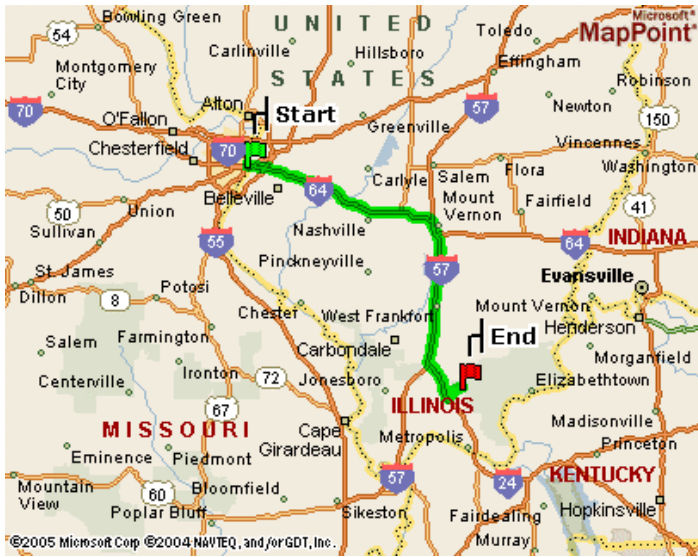 Bowling Green
UNITED
STATES
Microsoft®
MapPoint®
54
Carlinville
Hillsboro
Toledo
Effingham
Montgomery
City
Robinson
70
Alton
Start
57
Newton
O'Fallon
Greenville
150
Chesterfield
70
Vincennes
Salem
Flora
Washington
Carlyle
64
Mount
Vernon
Belleville
Fairfield
50
Union
41
Sullivan
Nashville
55
64
INDIANA
Pinckneyville
57
St. James
Evansville
Dillon
Potosi
8
Mount Vernon
Chester
West Frankfort
Henderson
Farmington
End
Salem
Carbondale
Morganfield
Ironton
72
Jonesboro
Elizabethtown
Centerville
67
ILLINOIS
Madisonville
MISSOURI
Cape
Girardeau
Metropolis
Princeton
Eminence
Piedmont
57
24
KENTUCKY
Mountain
View
60
Bloomfield
Hopkinsville
Poplar Bluff
Sikeston
Fairdealing
Murray
©2005 Microsoft Corp ©2004 NAVTEQ, and/or GDT, Inc.